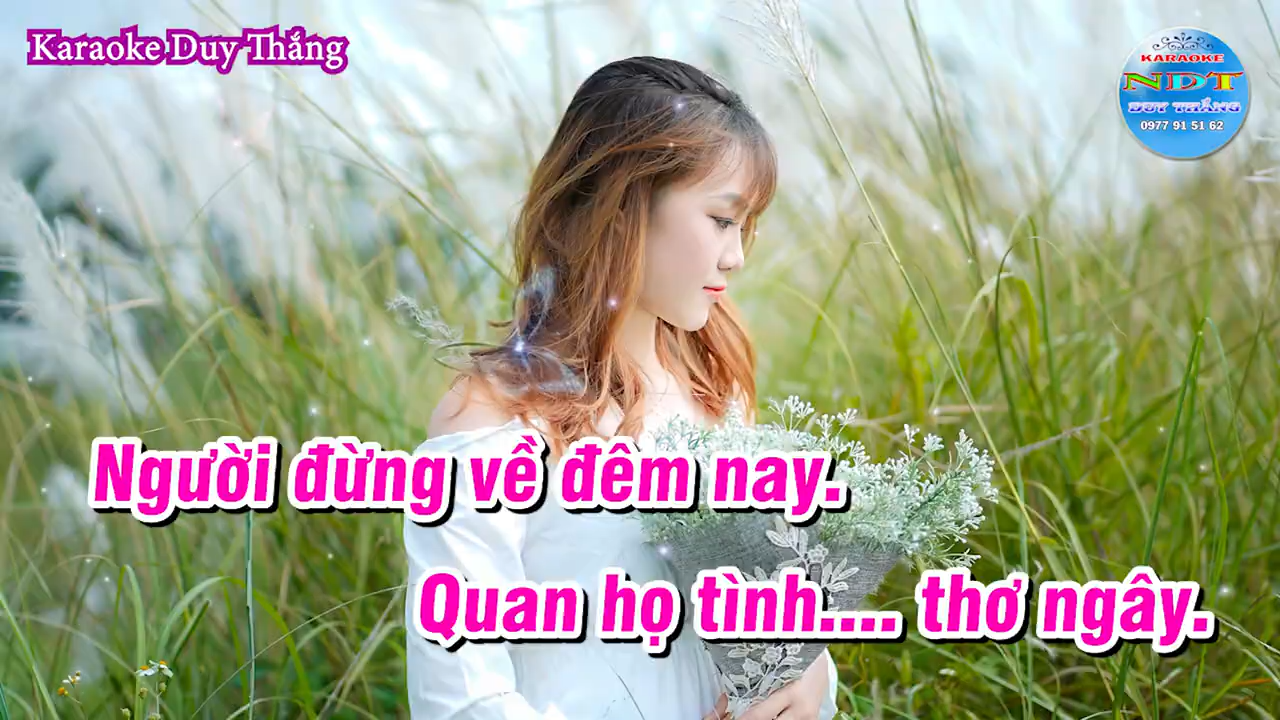 Karaoke Duy Thắng
KARAOKE
NDT
DUY THẮNG
0977 91 51 62
Người đừng về đêm nay.
Quan họ tình.... thơ ngây.